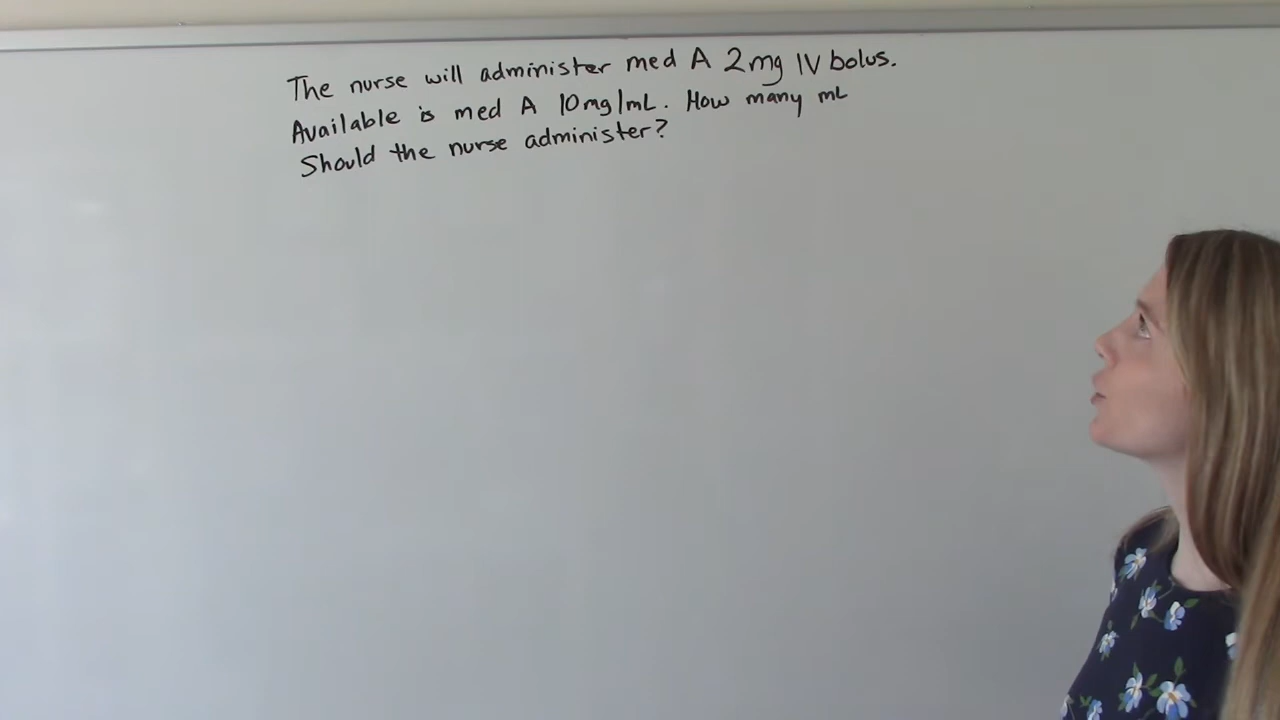 The nurse will administer med A 2mg IV bolus.
Available is med A 10mg/mL. How many mL
Should the nurse administer?